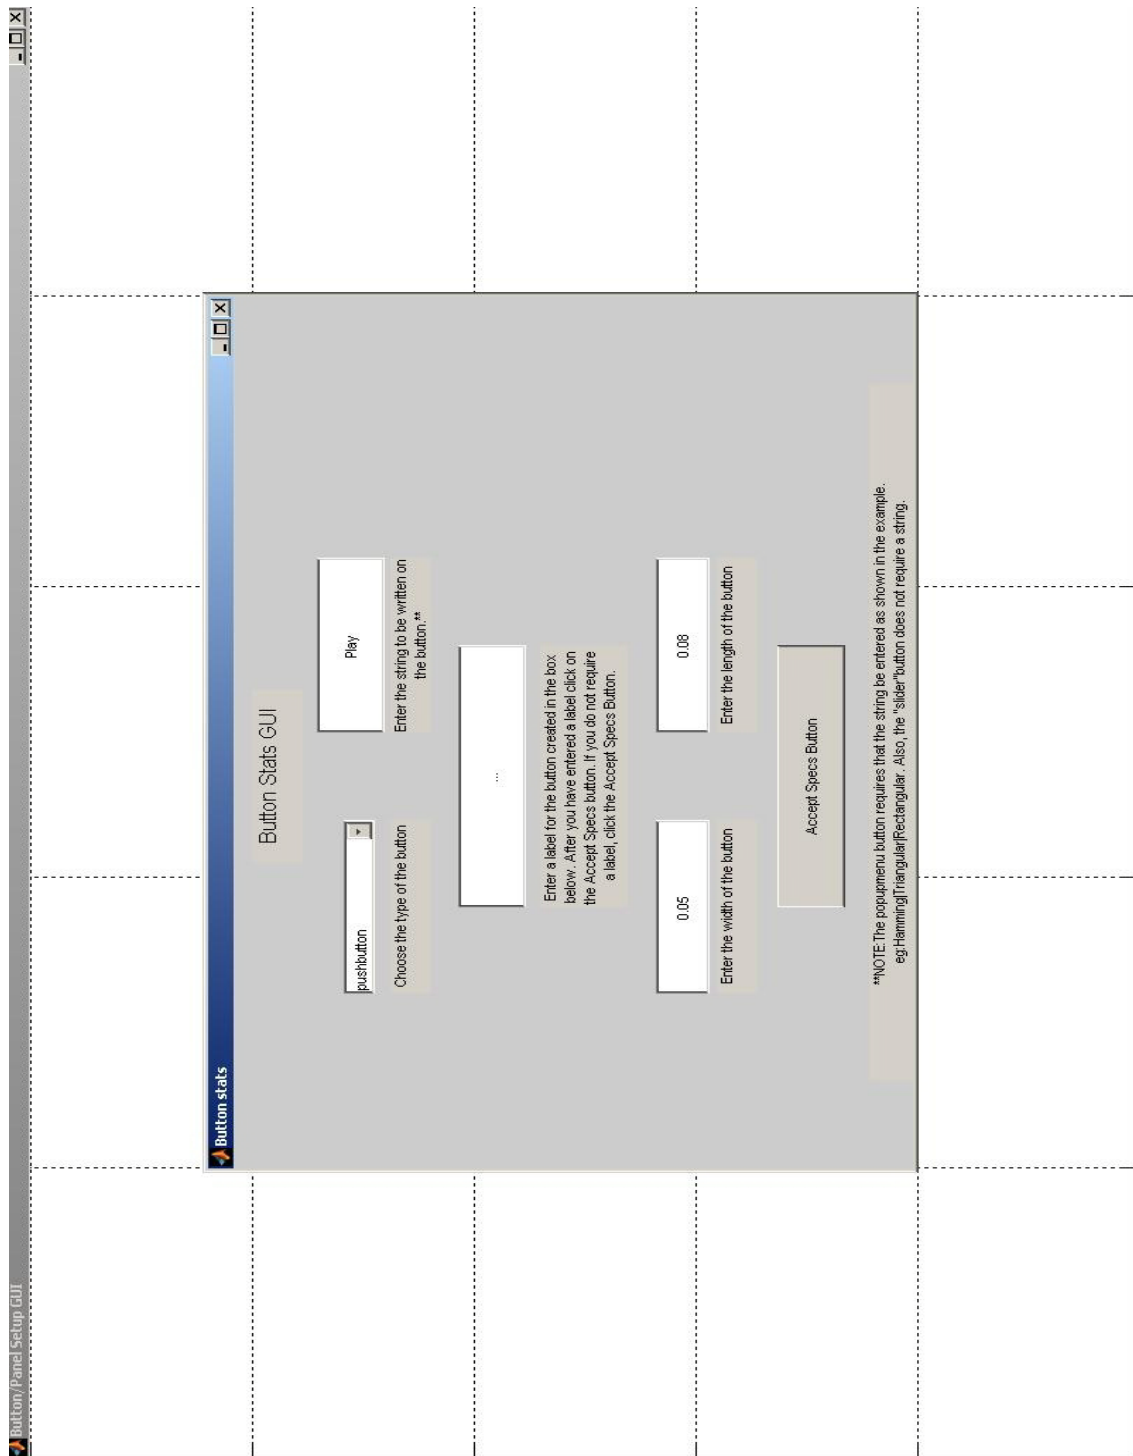 Button/Panel Setup GUI
Button stats
Button Stats GUI
pushbutton
Choose the type of the button
Play
Enter the string to be written on
the button.**
...
Enter a label for the button created in the box
below. After you have entered a label click on
the Accept Specs button. If you do not require
a label, click the Accept Specs Button.
0.05
Enter the width of the button
0.08
Enter the length of the button
Accept Specs Button
**NOTE:The popupmenu button requires that the string be entered as shown in the example.
eg:Hamming|Triangular|Rectangular. Also, the "slider"button does not require a string.